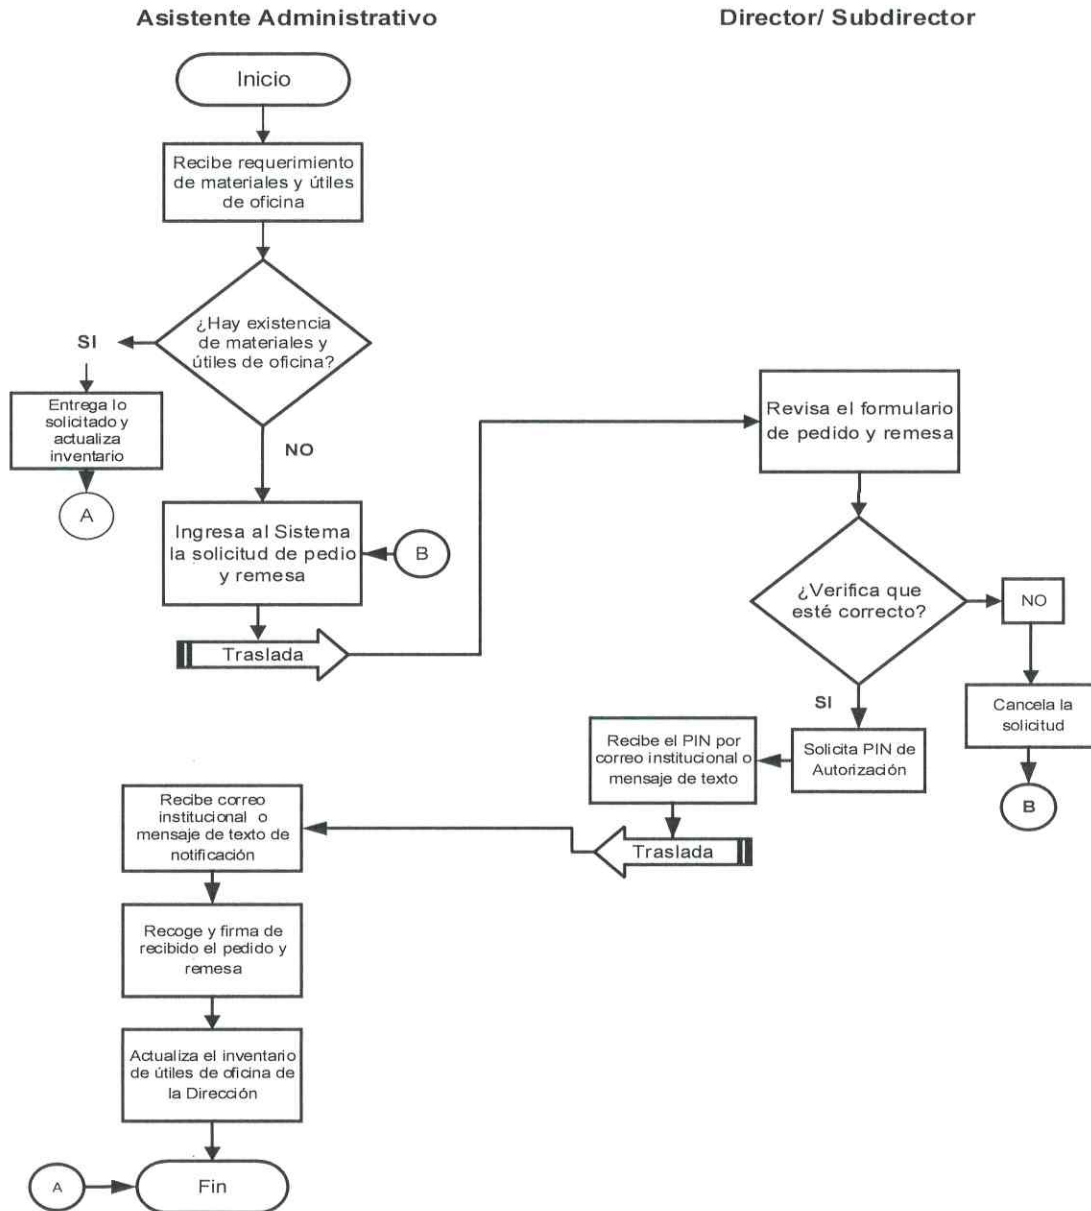 Asistente Administrativo
Director/ Subdirector
Inicio
Recibe requerimiento
de materiales y útiles
de oficina
¿Hay existencia
de materiales y
útiles de oficina?
SI
Entrega lo
solicitado y
actualiza
inventario
A
NO
Ingresa al Sistema
la solicitud de pedio
y remesa
B
Traslada
Revisa el formulario
de pedido y remesa
¿Verifica que
esté correcto?
NO
Cancela la
solicitud
B
SI
Solicita PIN de
Autorización
Recibe el PIN por
correo institucional o
mensaje de texto
Traslada
Recibe correo
institucional o
mensaje de texto de
notificación
Recoge y firma de
recibido el pedido y
remesa
Actualiza el inventario
de útiles de oficina de
la Dirección
A
Fin